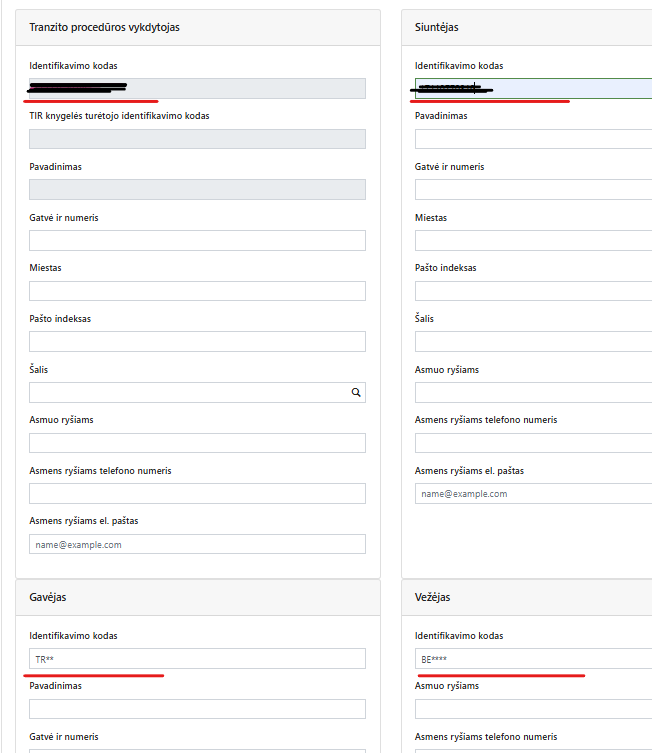 Tranzito procedūros vykdytojas
Identifikavimo kodas
TIR knygelės turėtojo identifikavimo kodas
Pavadinimas
Gatvė ir numeris
Miestas
Pašto indeksas
Šalis
Asmuo ryšiams
Asmens ryšiams telefono numeris
Asmens ryšiams el. paštas
name@example.com
Siuntėjas
Identifikavimo kodas
Pavadinimas
Gatvė ir numeris
Miestas
Pašto indeksas
Šalis
Asmuo ryšiams
Asmens ryšiams telefono numeris
Asmens ryšiams el. paštas
name@example.com
Gavėjas
Identifikavimo kodas
TR**
Pavadinimas
Gatvė ir numeris
Vežėjas
Identifikavimo kodas
BE****
Asmuo ryšiams
Asmens ryšiams telefono numeris